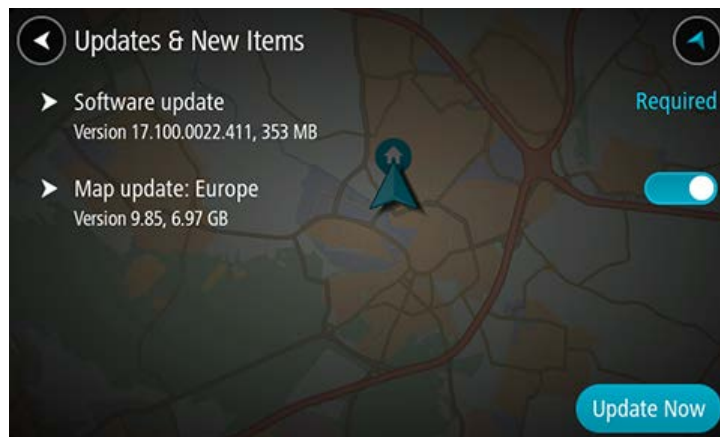 Updates & New Items
Software update
Required
Version 17.100.0022.411, 353 MB
Map update: Europe
Version 9.85, 6.97 GB
Update Now